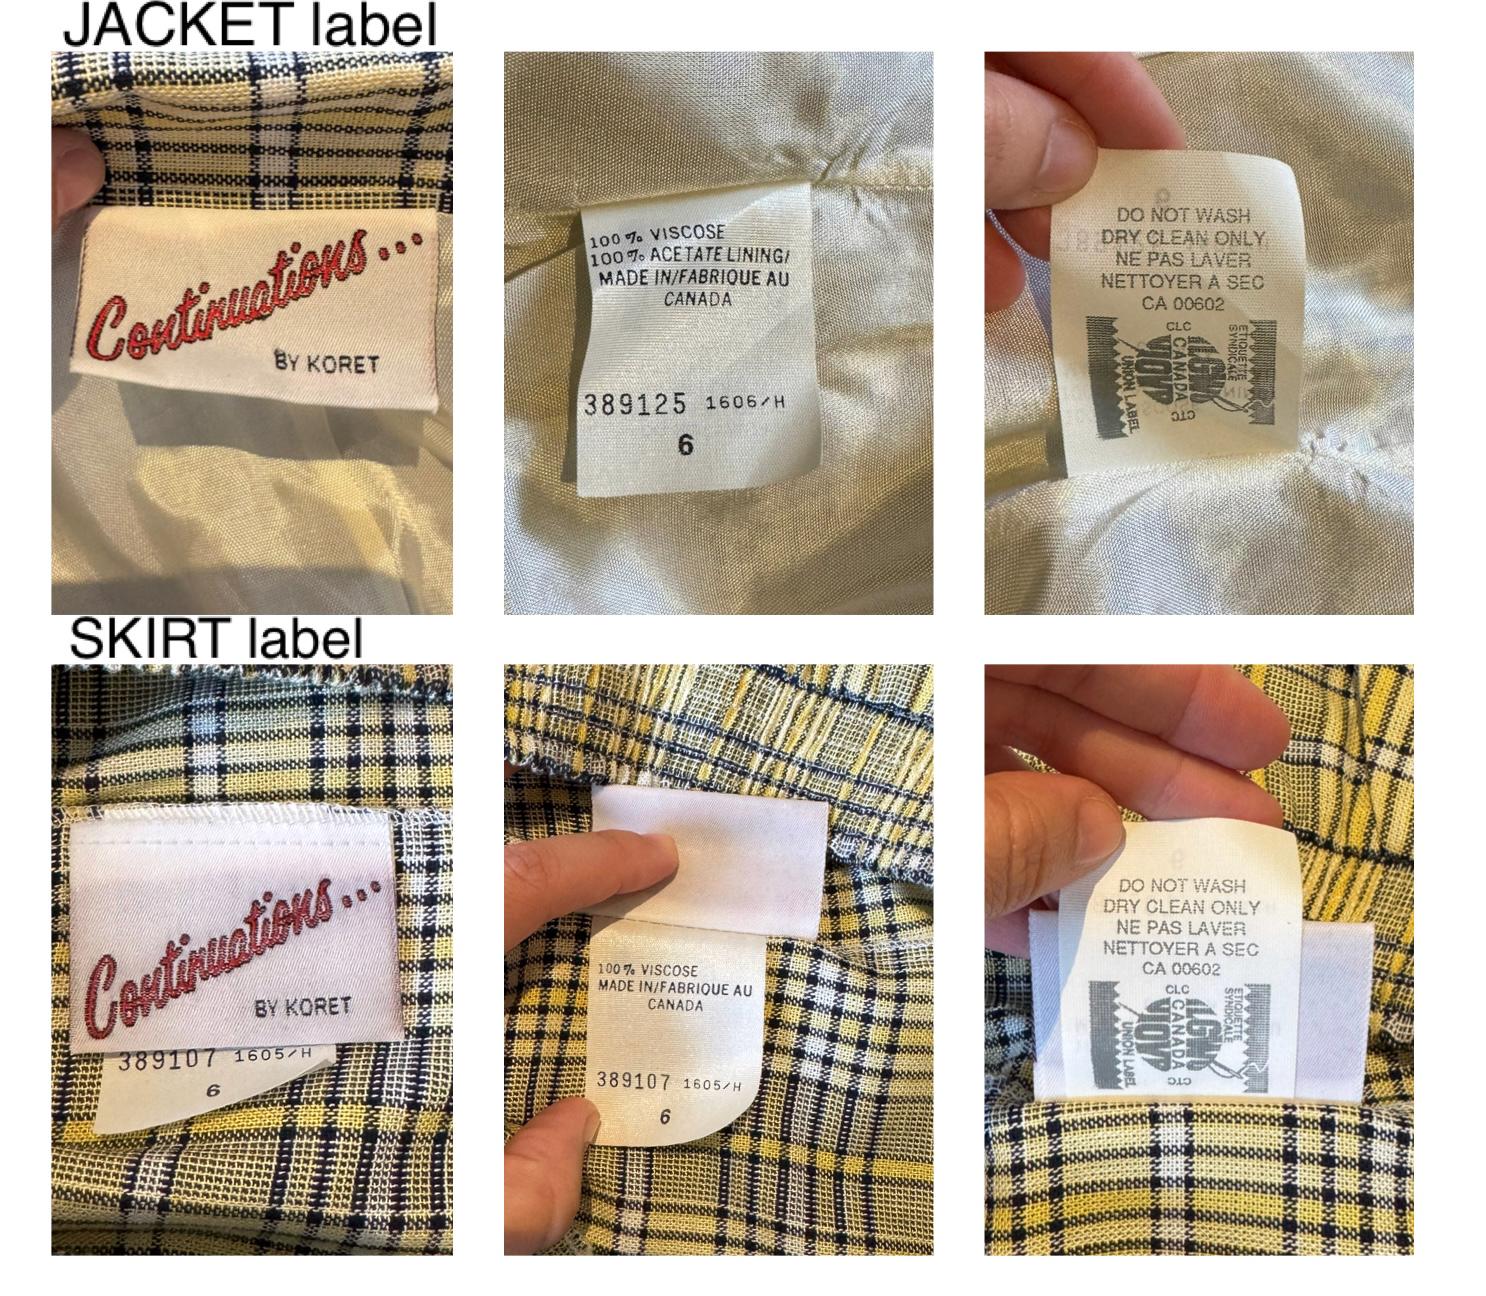 JACKET label
Continuations...
BY KORET
100% VISCOSE
100% ACETATE LINING/
MADE IN/FABRIQUE AU
CANADA
389125 1606/H
6
DO NOT WASH
DRY CLEAN ONLY
NE PAS LAVER
NETTOYER A SEC
CA 00602
CLC
ETIQUETTE
SYNDICALE
CANADA
UNION LABEL
CTC
SKIRT label
Continuations...
BY KORET
389107 1605/H
6
100% VISCOSE
MADE IN/FABRIQUE AU
CANADA
389107 1605/H
6
DO NOT WASH
DRY CLEAN ONLY
NE PAS LAVER
NETTOYER A SEC
CA 00602
CLC
ETIQUETTE
SYNDICALE
CANADA
UNION LABEL
CTC